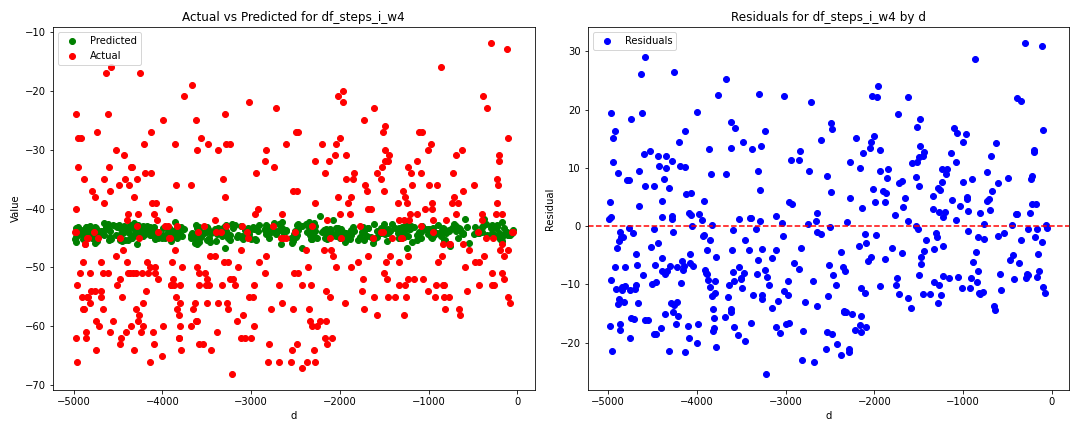 Actual vs Predicted for df_steps_i_w4
Predicted
Actual
Value
−10
−20
−30
−40
−50
−60
−70
−5000 −4000 −3000 −2000 −1000 0
d
Residuals for df_steps_i_w4 by d
Residuals
Residual
30
20
10
0
−10
−20
−5000 −4000 −3000 −2000 −1000 0
d